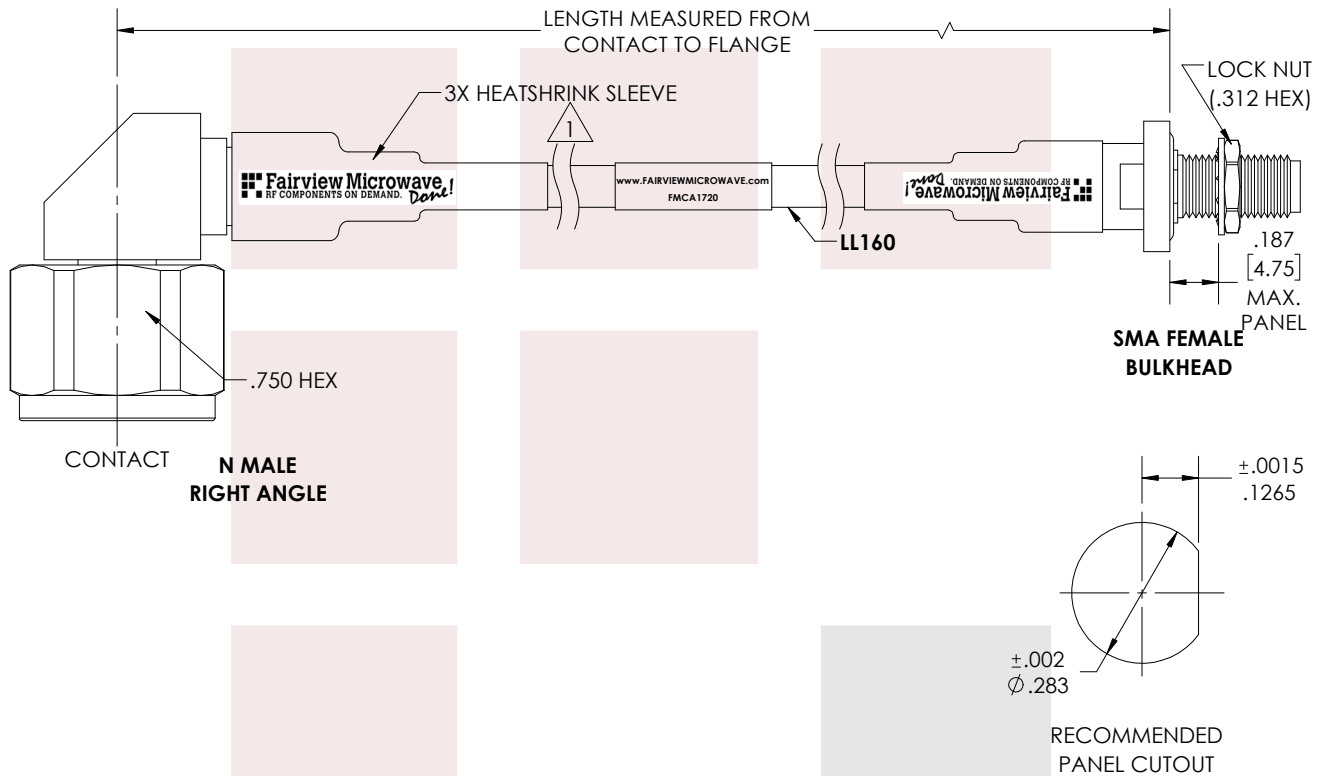 LENGTH MEASURED FROM
CONTACT TO FLANGE
LOCK NUT
(.312 HEX)
3X HEATSHRINK SLEEVE
1
Fairview Microwave
RF COMPONENTS ON DEMAND. Done!
www.FAIRVIEWMICROWAVE.com
FMCA1720
Fairview Microwave
RF COMPONENTS ON DEMAND. Done!
LL160
.187
[4.75]
MAX.
PANEL
SMA FEMALE
BULKHEAD
.750 HEX
CONTACT
N MALE
RIGHT ANGLE
±.0015
.1265
±.002
Ø.283
RECOMMENDED
PANEL CUTOUT